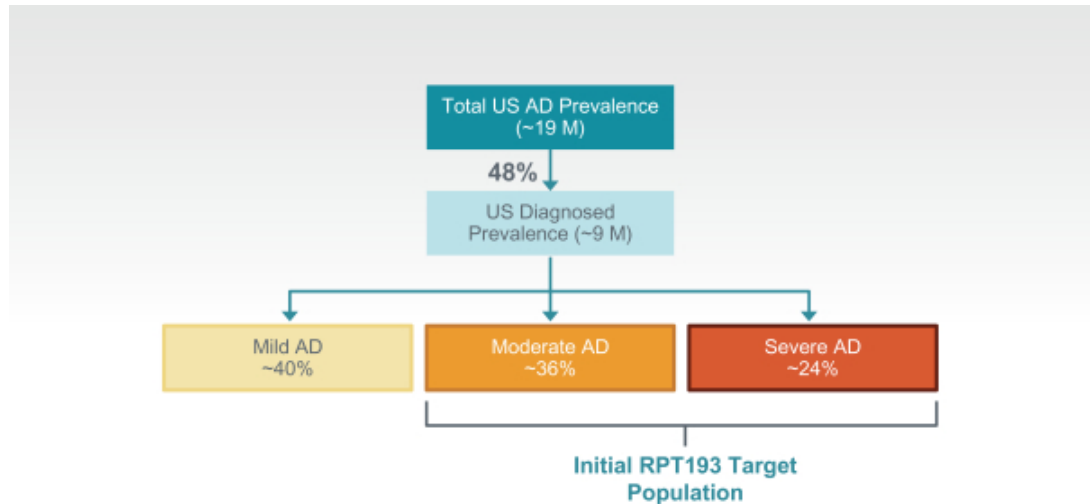 Total US AD Prevalence
(~19 M)
48%
US Diagnosed
Prevalence (~9 M)
Mild AD
~40%
Moderate AD
~36%
Severe AD
~24%
Initial RPT193 Target
Population